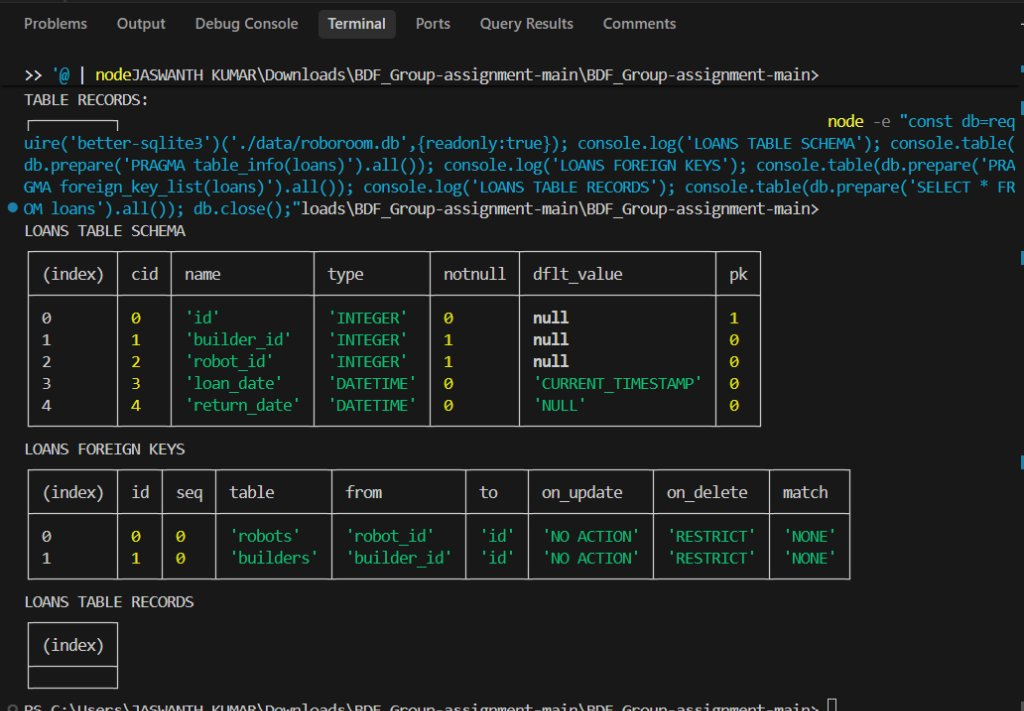 Problems Output Debug Console Terminal Ports Query Results Comments
>> '@ | nodeJASWANTH KUMAR\Downloads\BDF_Group-assignment-main\BDF_Group-assignment-main>
TABLE RECORDS:
node -e "const db=req
uire('better-sqlite3')('./data/roboroom.db',{readonly:true}); console.log('LOANS TABLE SCHEMA'); console.table(
db.prepare('PRAGMA table_info(loans)').all()); console.log('LOANS FOREIGN KEYS'); console.table(db.prepare('PRA
GMA foreign_key_list(loans)').all()); console.log('LOANS TABLE RECORDS'); console.table(db.prepare('SELECT * FR
OM loans').all()); db.close();"loads\BDF_Group-assignment-main\BDF_Group-assignment-main>
LOANS TABLE SCHEMA
(index) cid name type notnull dflt_value pk
0 0 'id' 'INTEGER' 0 null 1
1 1 'builder_id' 'INTEGER' 1 null 0
2 2 'robot_id' 'INTEGER' 1 null 0
3 3 'loan_date' 'DATETIME' 0 'CURRENT_TIMESTAMP' 0
4 4 'return_date' 'DATETIME' 0 'NULL' 0
LOANS FOREIGN KEYS
(index) id seq table from to on_update on_delete match
0 0 0 'robots' 'robot_id' 'id' 'NO ACTION' 'RESTRICT' 'NONE'
1 1 0 'builders' 'builder_id' 'id' 'NO ACTION' 'RESTRICT' 'NONE'
LOANS TABLE RECORDS
(index)
PS C:\Users\JASWANTH KUMAR\Downloads\BDF_Group-assignment-main\BDF_Group-assignment-main>